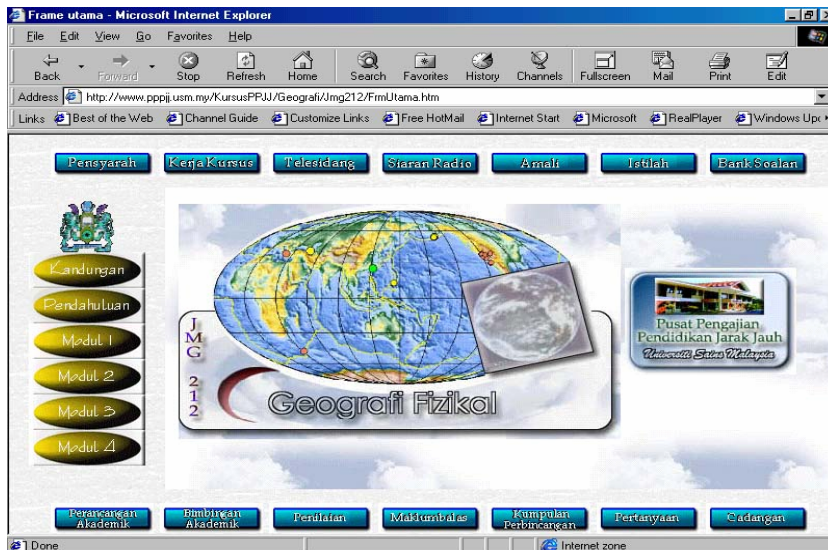 Frame utama - Microsoft Internet Explorer
File Edit View Go Favorites Help
Back Forward Stop Refresh Home Search Favorites History Channels Fullscreen Mail Print Edit
Address http://www.pppjj.usm.my/KursusPPJJ/Geografi/Jmg212/FrmUtama.htm
Links Best of the Web Channel Guide Customize Links Free HotMail Internet Start Microsoft RealPlayer Windows Upc
Pensyarah Kerja Kursus Telesidang Siaran Radio Amali Istilah Bank Soalan
Kandungan
Pendahuluan
Modul 1
Modul 2
Modul 3
Modul 4
JMG 212
Geografi Fizikal
Pusat Pengajian
Pendidikan Jarak Jauh
Universiti Sains Malaysia
Perancangan Akademik
Bimbingan Akademik
Penilaian
Maklumbalas
Kumpulan Perbincangan
Pertanyaan
Cadangan
Done
Internet zone